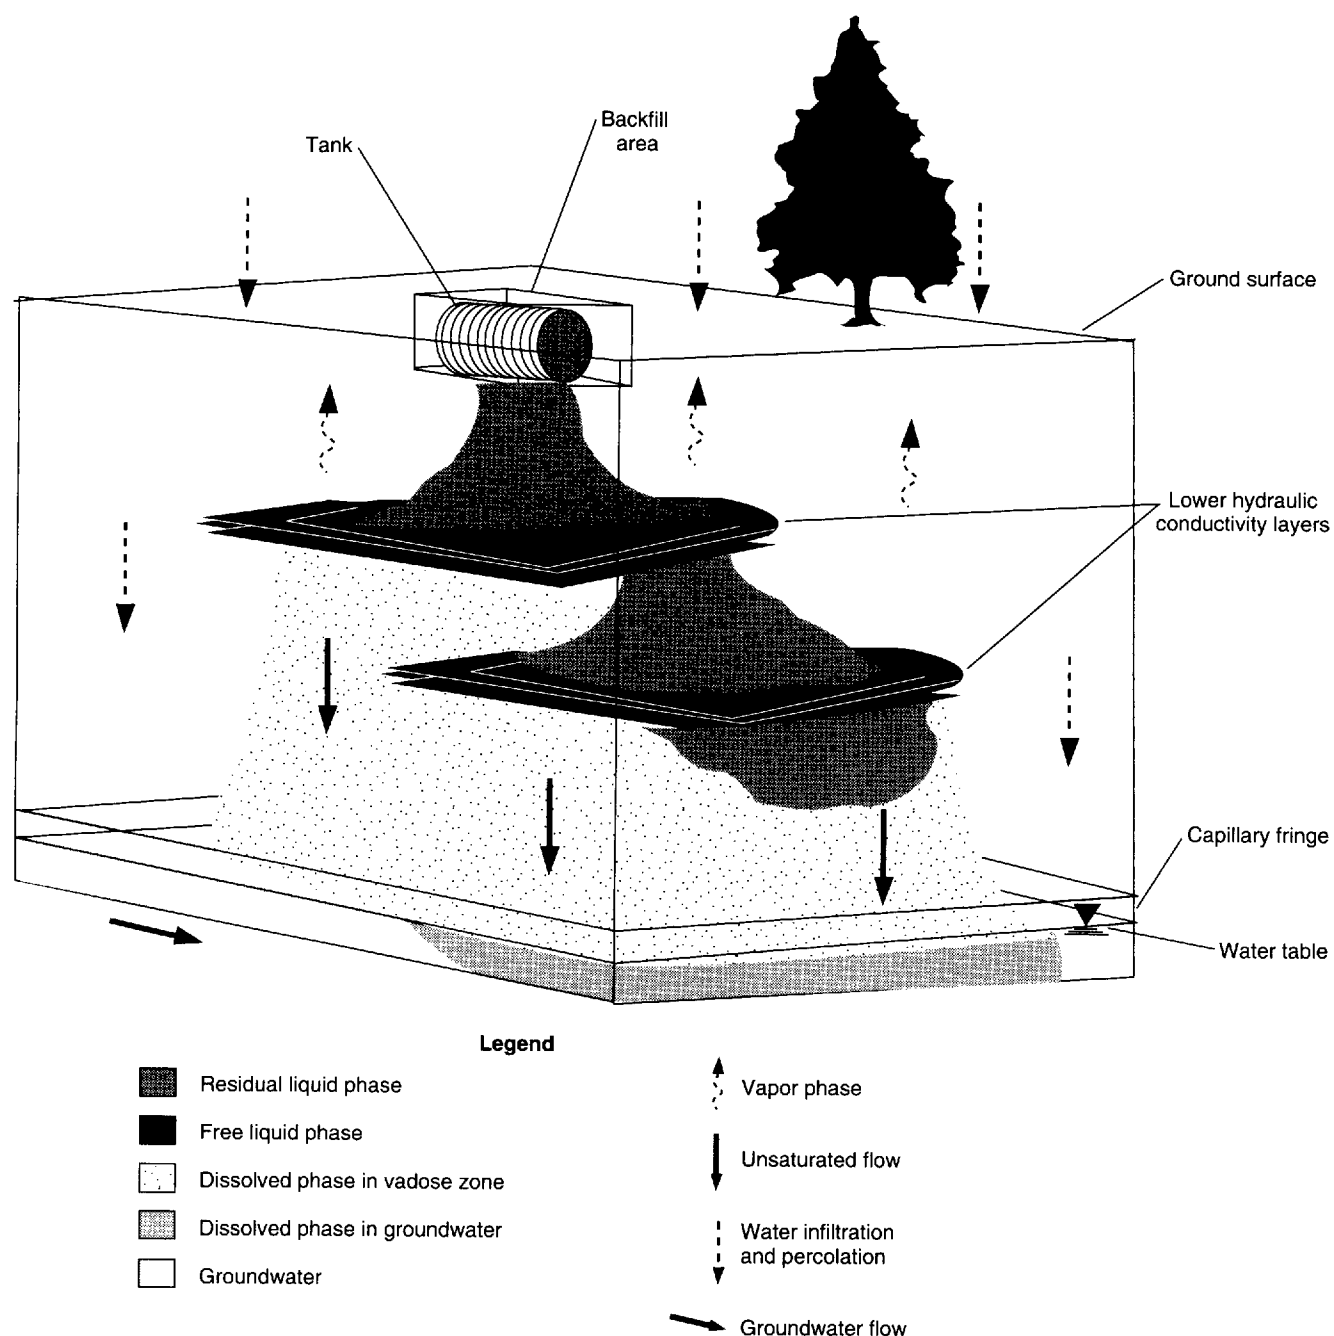 Backfill
area
Tank
Ground surface
Lower hydraulic
conductivity layers
Capillary fringe
Water table
Legend
Residual liquid phase
Free liquid phase
Dissolved phase in vadose zone
Dissolved phase in groundwater
Groundwater
Vapor phase
Unsaturated flow
Water infiltration
and percolation
Groundwater flow